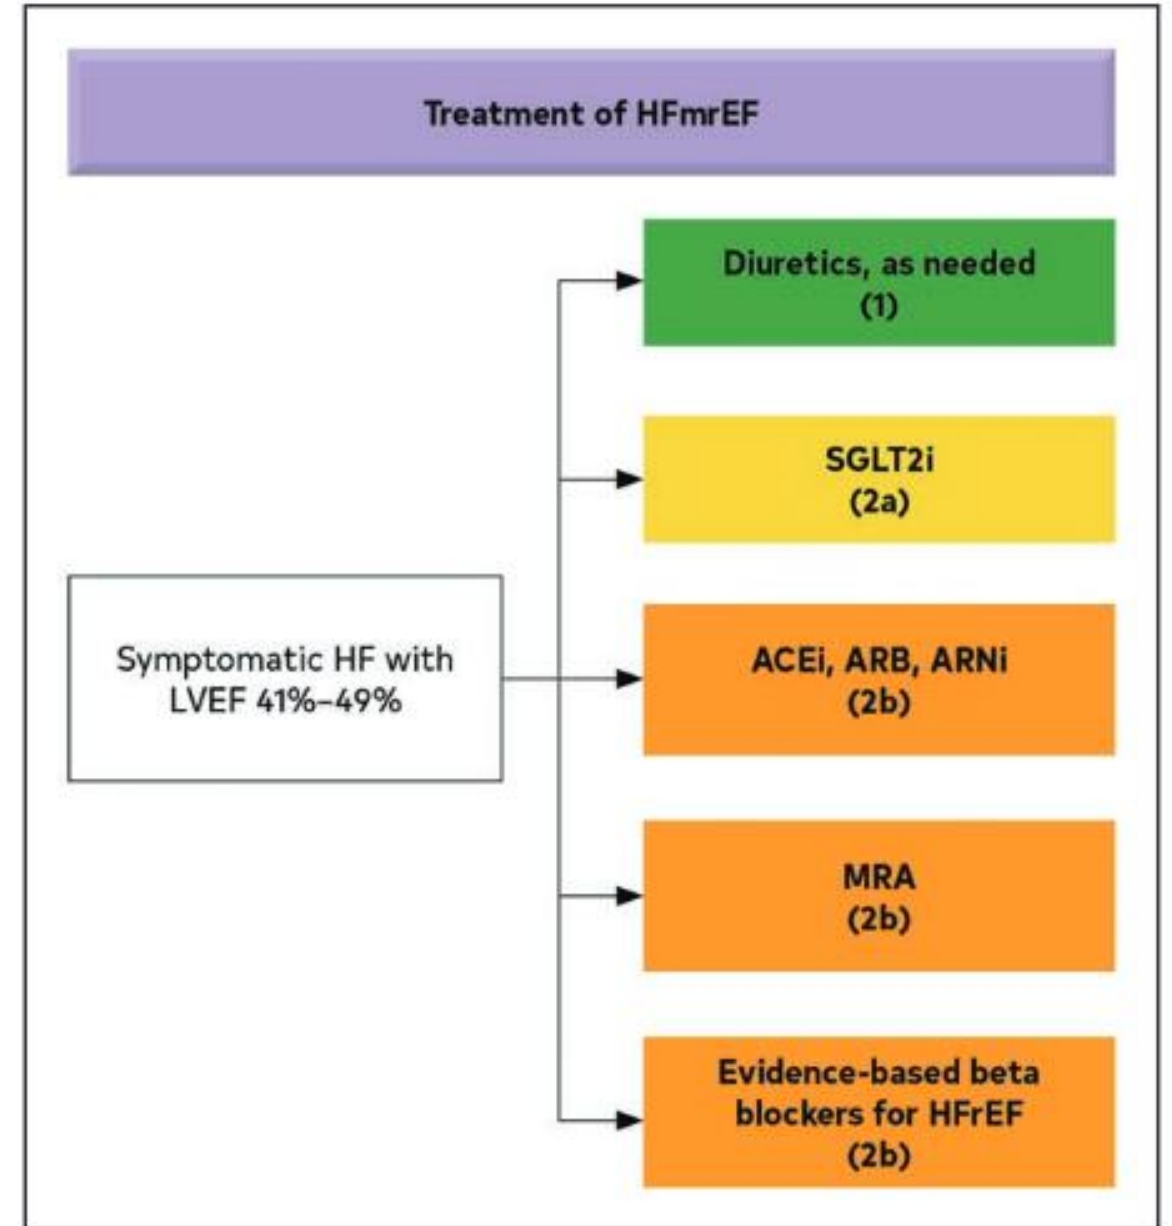 Treatment of HFmrEF
Diuretics, as needed
(1)
SGLT2i
(2a)
Symptomatic HF with
LVEF 41%–49%
ACEi, ARB, ARNi
(2b)
MRA
(2b)
Evidence-based beta
blockers for HFrEF
(2b)